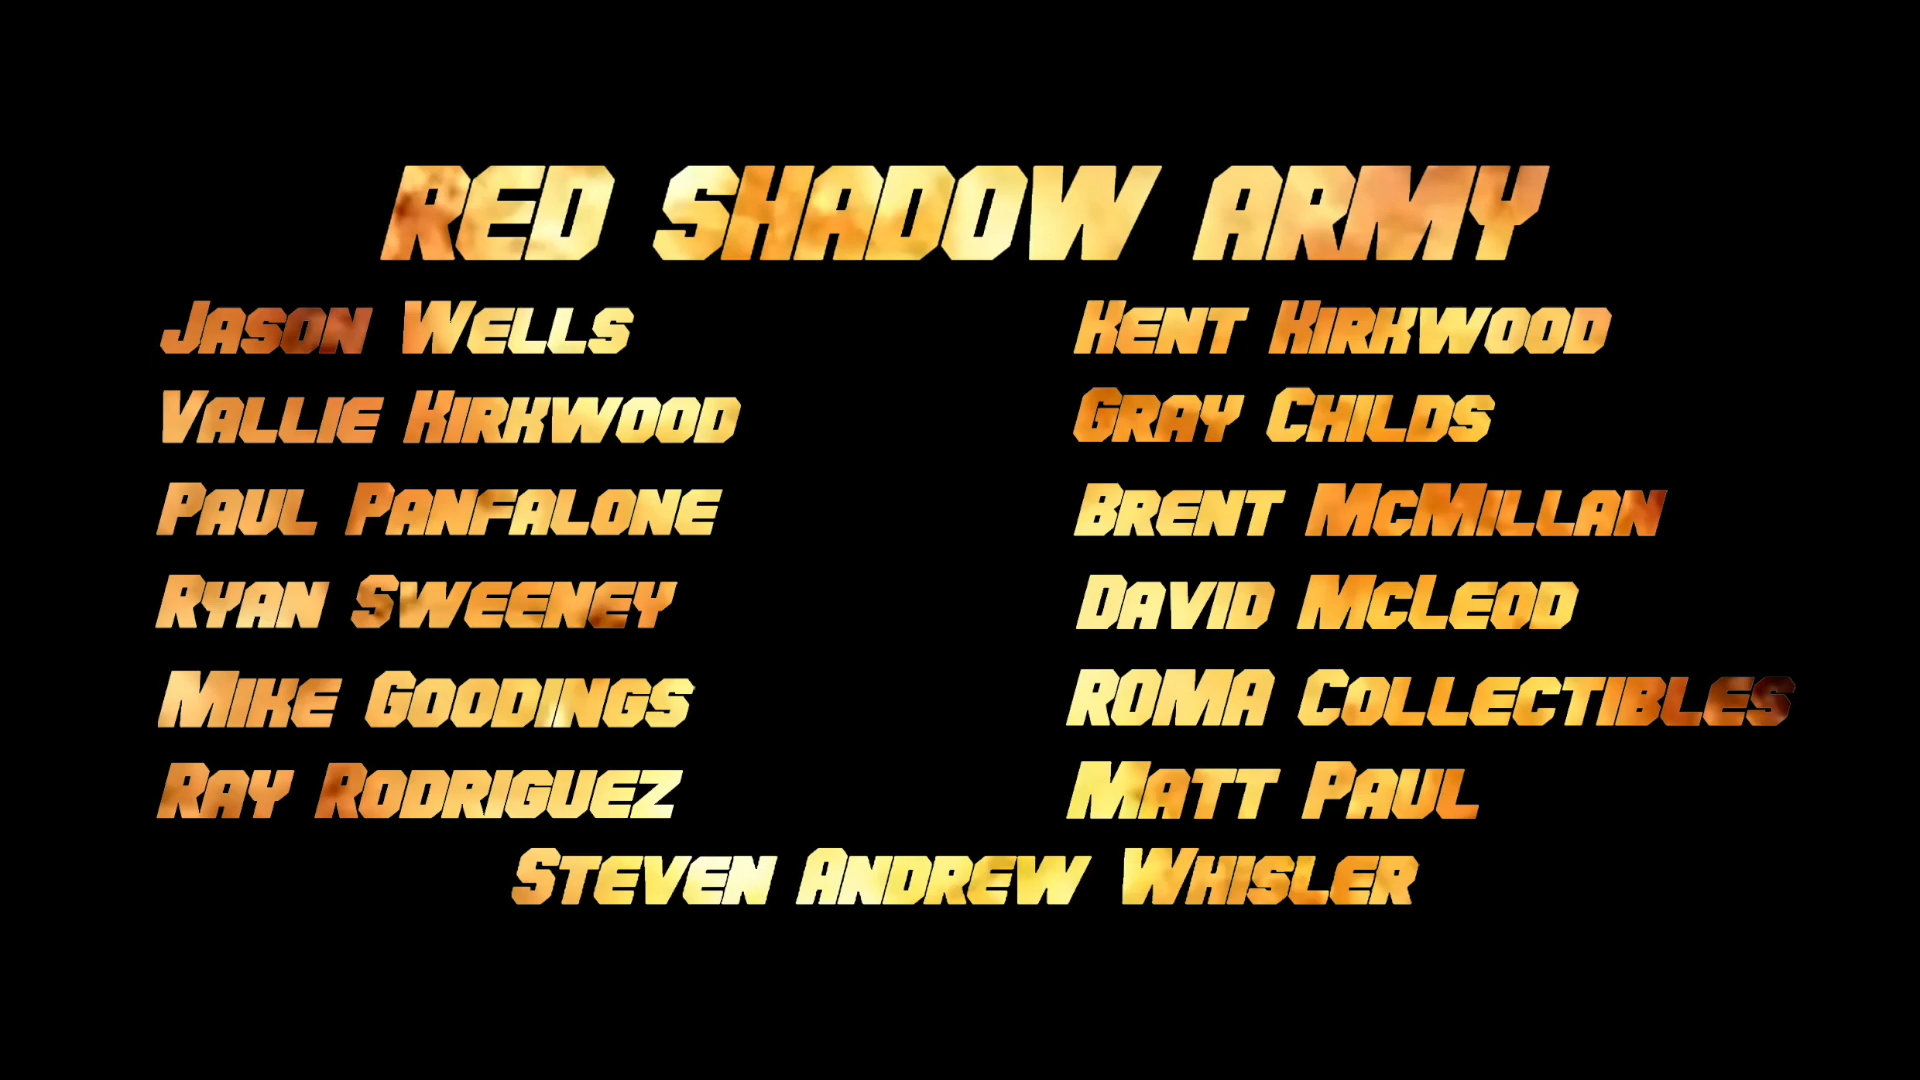 RED SHADOW ARMY
JASON WELLS
KENT KIRKWOOD
VALLIE KIRKWOOD
GRAY CHILDS
PAUL PANFALONE
BRENT MCMILLAN
RYAN SWEENEY
DAVID MCLEOD
MIKE GOODINGS
ROMA COLLECTIBLES
RAY RODRIGUEZ
MATT PAUL
STEVEN ANDREW WHISLER